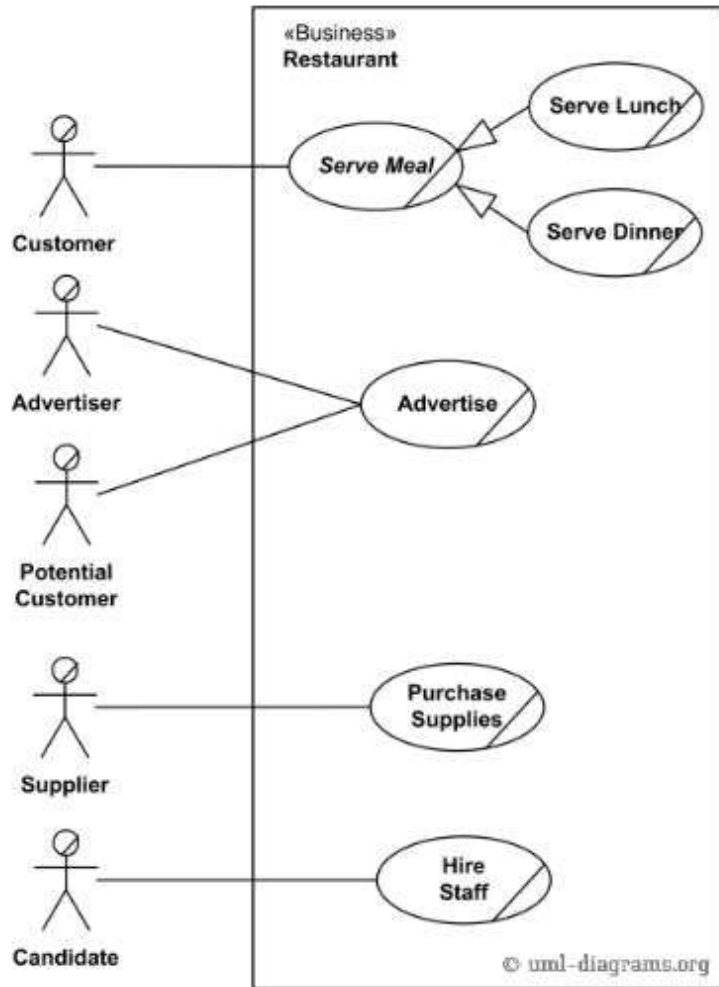 «Business»
Restaurant
Serve Lunch
Serve Meal
Customer
Serve Dinner
Advertiser
Advertise
Potential
Customer
Purchase
Supplies
Supplier
Hire
Staff
Candidate
© uml-diagrams.org